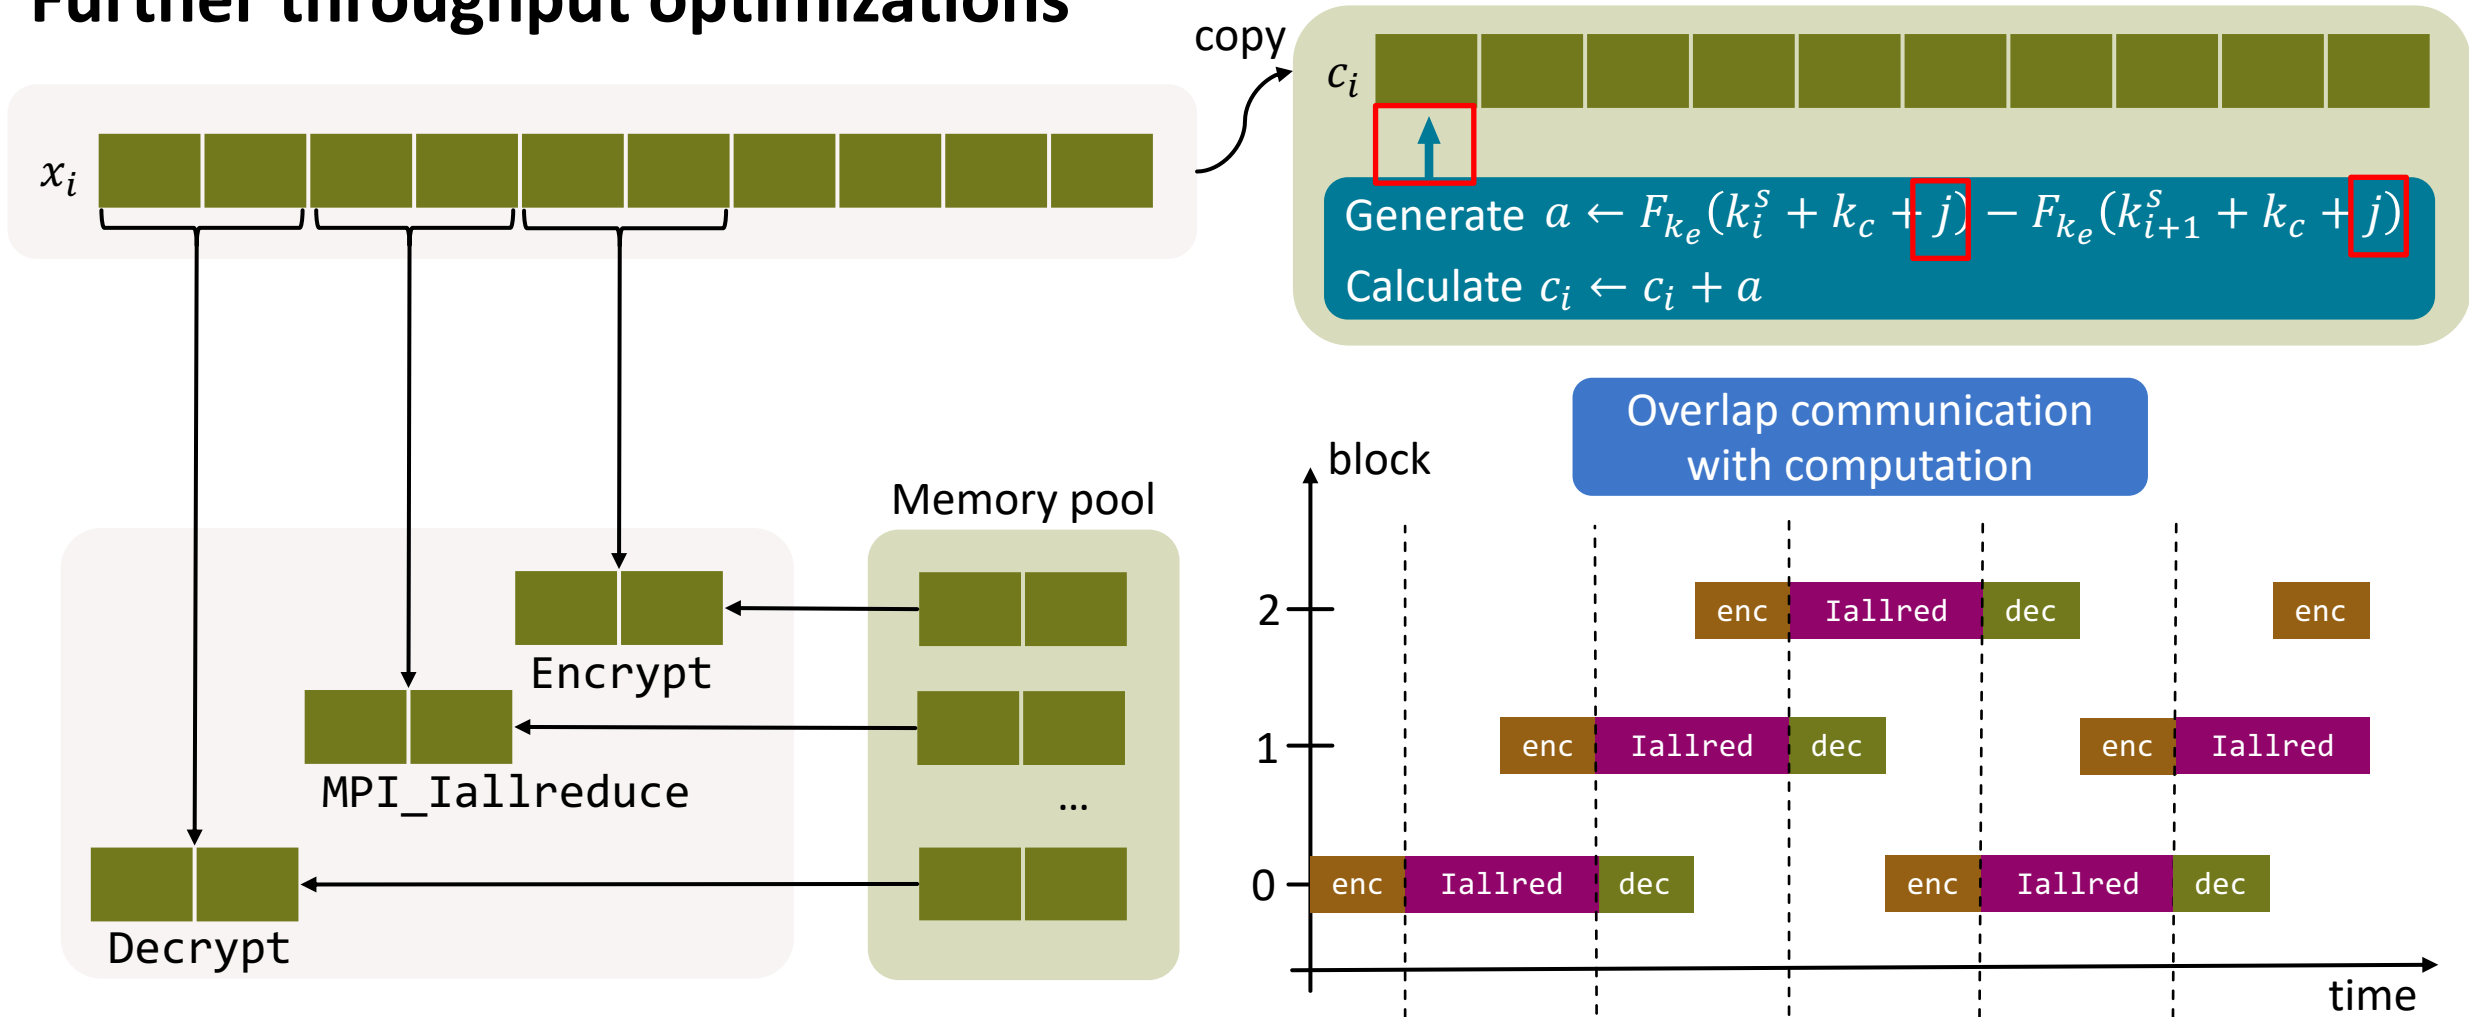 Further throughput optimizations
copy
x_i
c_i
Generate a ← F_{k_e}(k_i^s + k_c + j) − F_{k_e}(k_{i+1}^s + k_c + j)
Calculate c_i ← c_i + a
Overlap communication
with computation
Memory pool
Encrypt
MPI_Iallreduce
...
Decrypt
block
2
enc Iallred dec enc
1
enc Iallred dec enc Iallred
0
enc Iallred dec enc Iallred dec
time